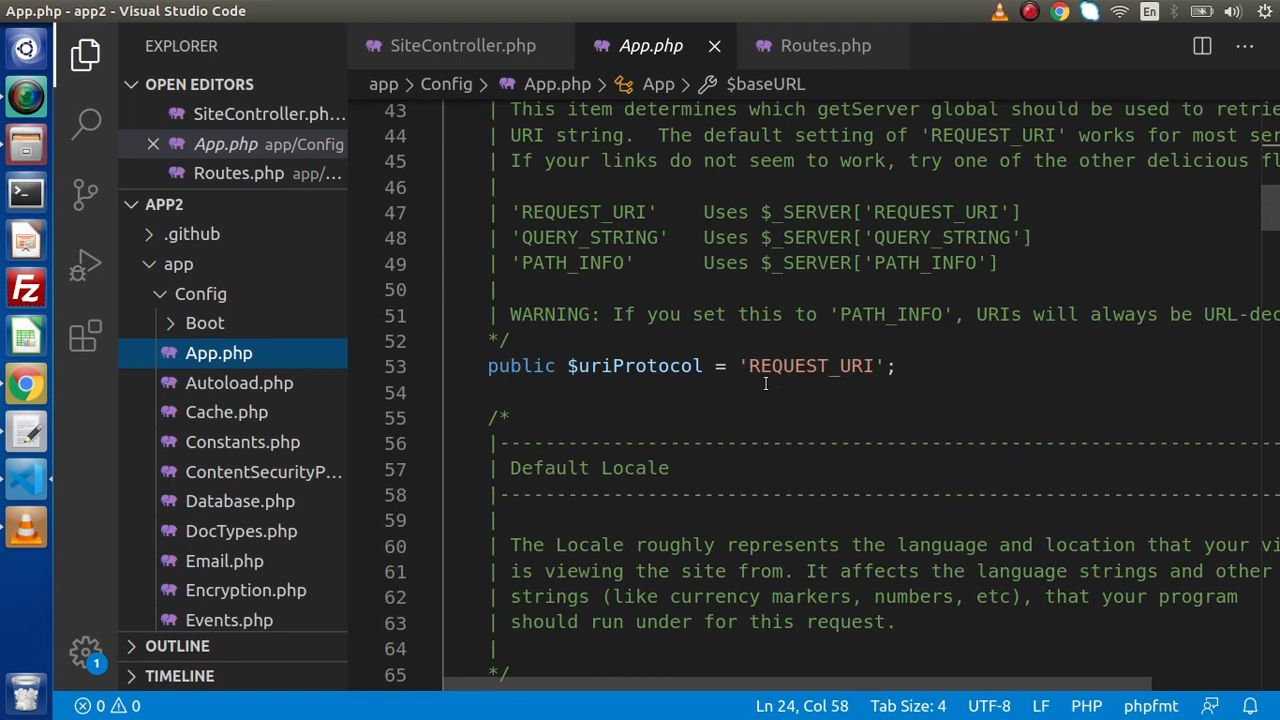 App.php - app2 - Visual Studio Code
En
EXPLORER
OPEN EDITORS
SiteController.ph...
App.php app/Config
Routes.php app/...
APP2
.github
app
Config
Boot
App.php
Autoload.php
Cache.php
Constants.php
ContentSecurityP...
Database.php
DocTypes.php
Email.php
Encryption.php
Events.php
OUTLINE
TIMELINE
1
SiteController.php
App.php
Routes.php
app > Config > App.php > App > $baseURL
43 | This item determines which getServer global should be used to retrie
44 | URI string.  The default setting of 'REQUEST_URI' works for most se
45 | If your links do not seem to work, try one of the other delicious fl
46 |
47 | 'REQUEST_URI'    Uses $_SERVER['REQUEST_URI']
48 | 'QUERY_STRING'   Uses $_SERVER['QUERY_STRING']
49 | 'PATH_INFO'      Uses $_SERVER['PATH_INFO']
50 |
51 | WARNING: If you set this to 'PATH_INFO', URIs will always be URL-dec
52 */
53 public $uriProtocol = 'REQUEST_URI';
54
55 /*
56 |--------------------------------------------------------------------
57 | Default Locale
58 |--------------------------------------------------------------------
59 |
60 | The Locale roughly represents the language and location that your vi
61 | is viewing the site from. It affects the language strings and other
62 | strings (like currency markers, numbers, etc), that your program
63 | should run under for this request.
64 |
65 */
0 0 Ln 24, Col 58 Tab Size: 4 UTF-8 LF PHP phpfmt